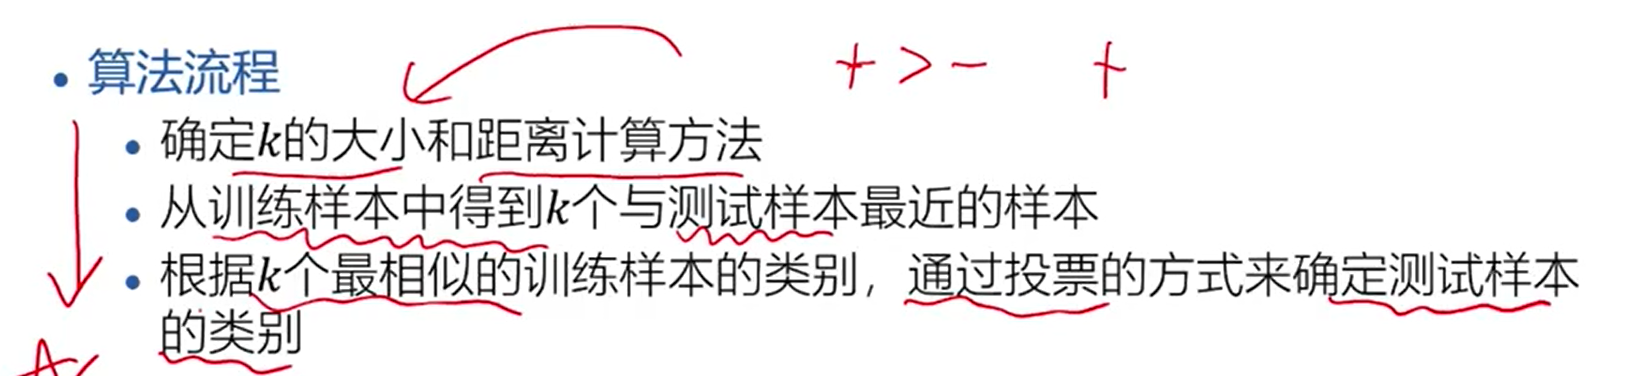 + > - +
• 算法流程
• 确定k的大小和距离计算方法
• 从训练样本中得到k个与测试样本最近的样本
• 根据k个最相似的训练样本的类别，通过投票的方式来确定测试样本
的类别